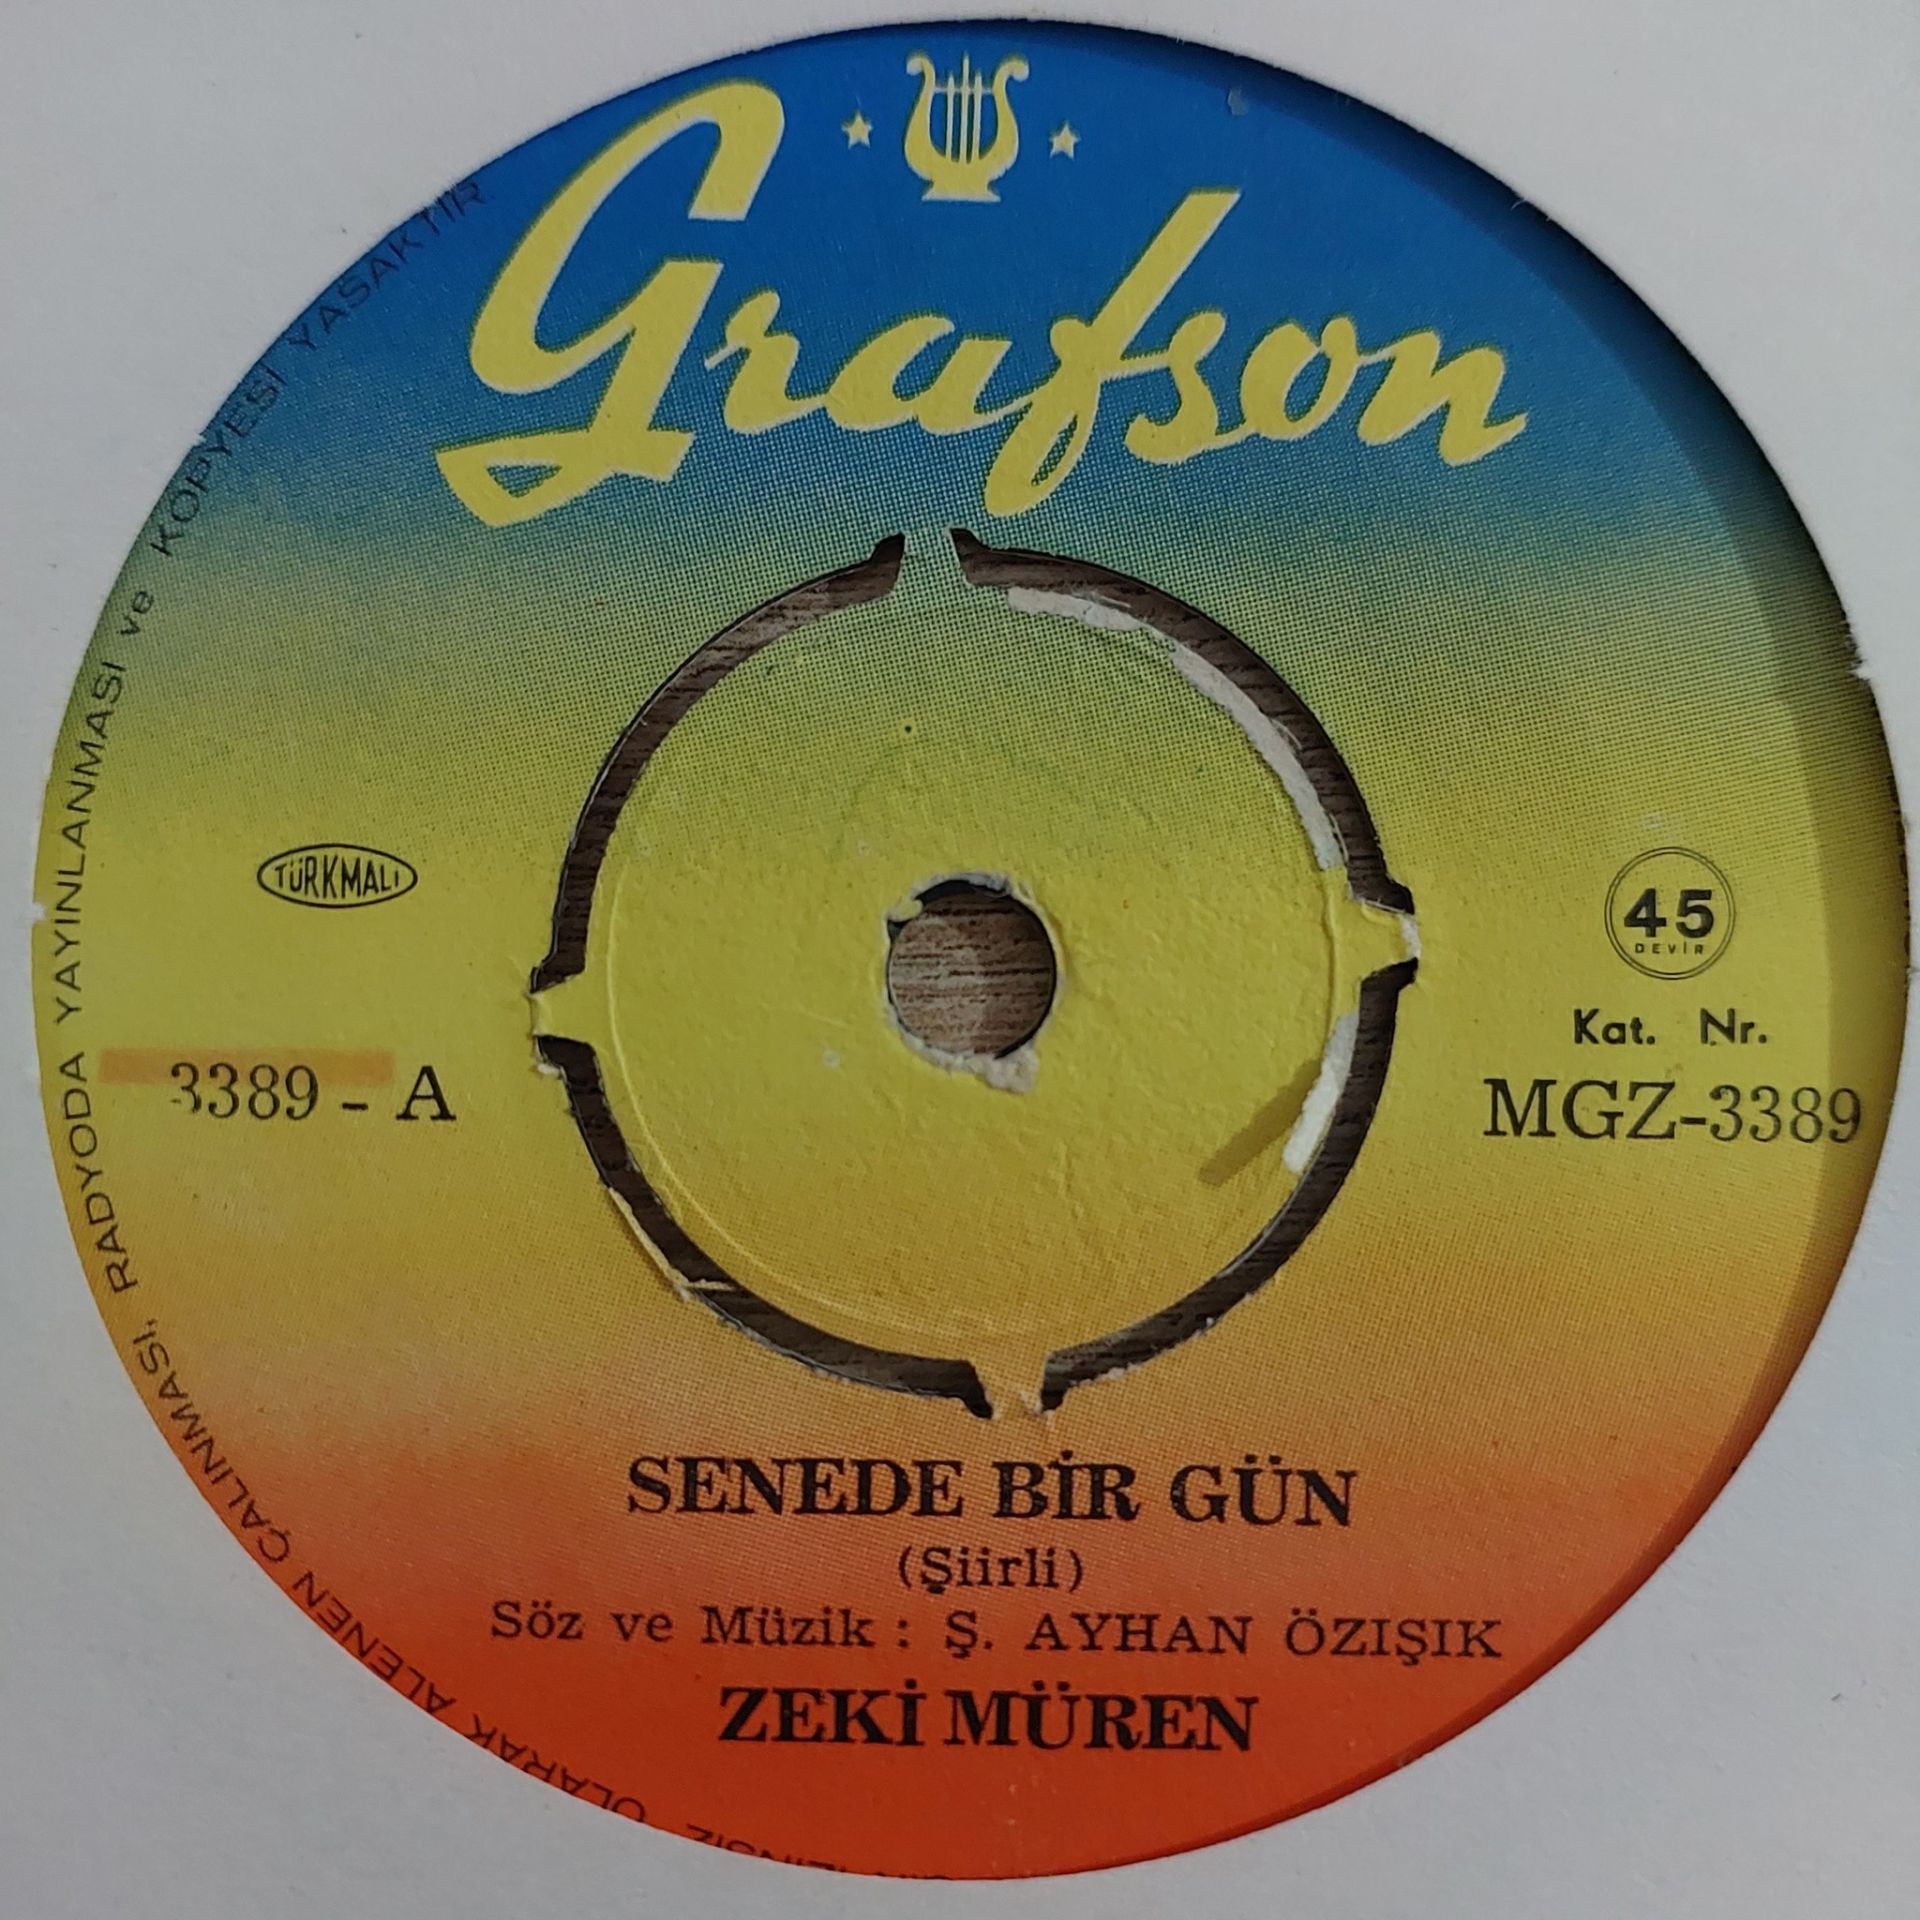 Grafson
TÜRKMALI
45
DEVİR
Kat. Nr.
3389 - A
MGZ-3389
SENEDE BİR GÜN
(Şiirli)
Söz ve Müzik : Ş. AYHAN ÖZIŞIK
ZEKİ MÜREN
OLARAK ALENEN ÇALINMASI, RADYODA YAYINLANMASI ve KOPYESİ YASAKTIR.